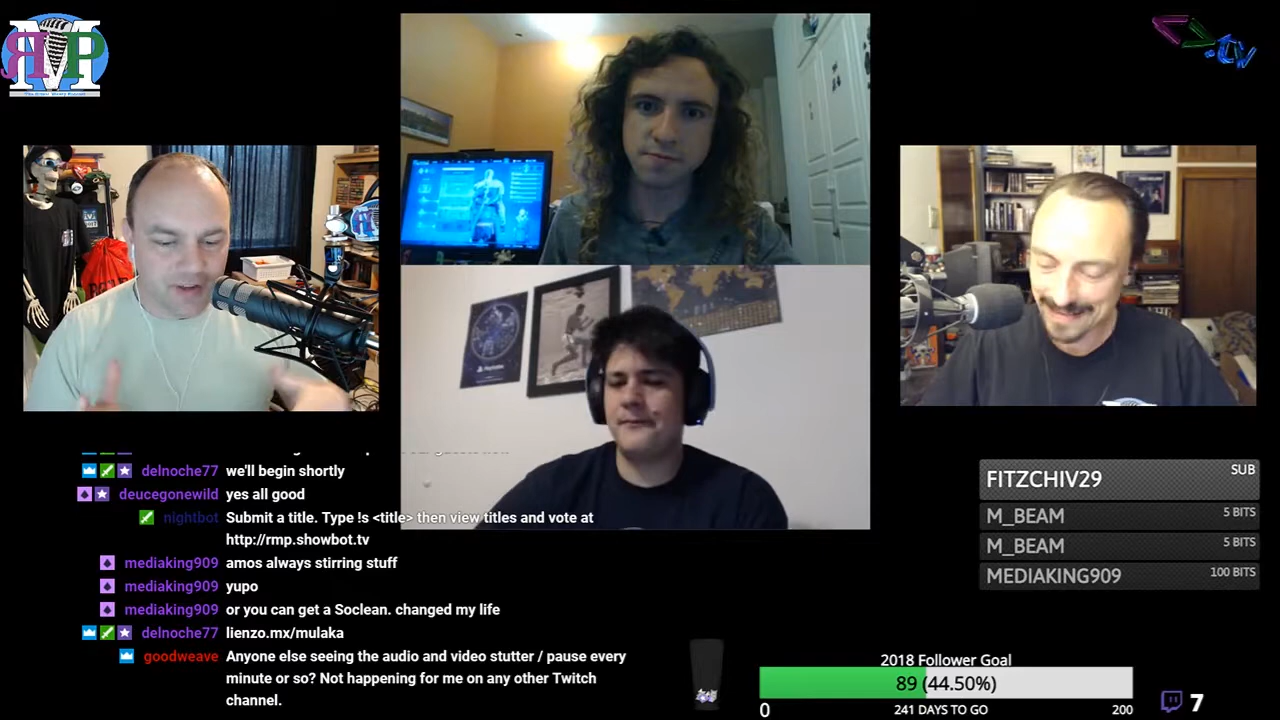 RMP
.tv
PlayStation
delnoche77 we'll begin shortly
deucegonewild yes all good
nightbot Submit a title. Type !s <title> then view titles and vote at
http://rmp.showbot.tv
mediaking909 amos always stirring stuff
mediaking909 yupo
mediaking909 or you can get a Soclean. changed my life
delnoche77 lienzo.mx/mulaka
goodweave Anyone else seeing the audio and video stutter / pause every
minute or so? Not happening for me on any other Twitch
channel.
FITZCHIV29 SUB
M_BEAM 5 BITS
M_BEAM 5 BITS
MEDIAKING909 100 BITS
2018 Follower Goal
89 (44.50%)
0 241 DAYS TO GO 200
7